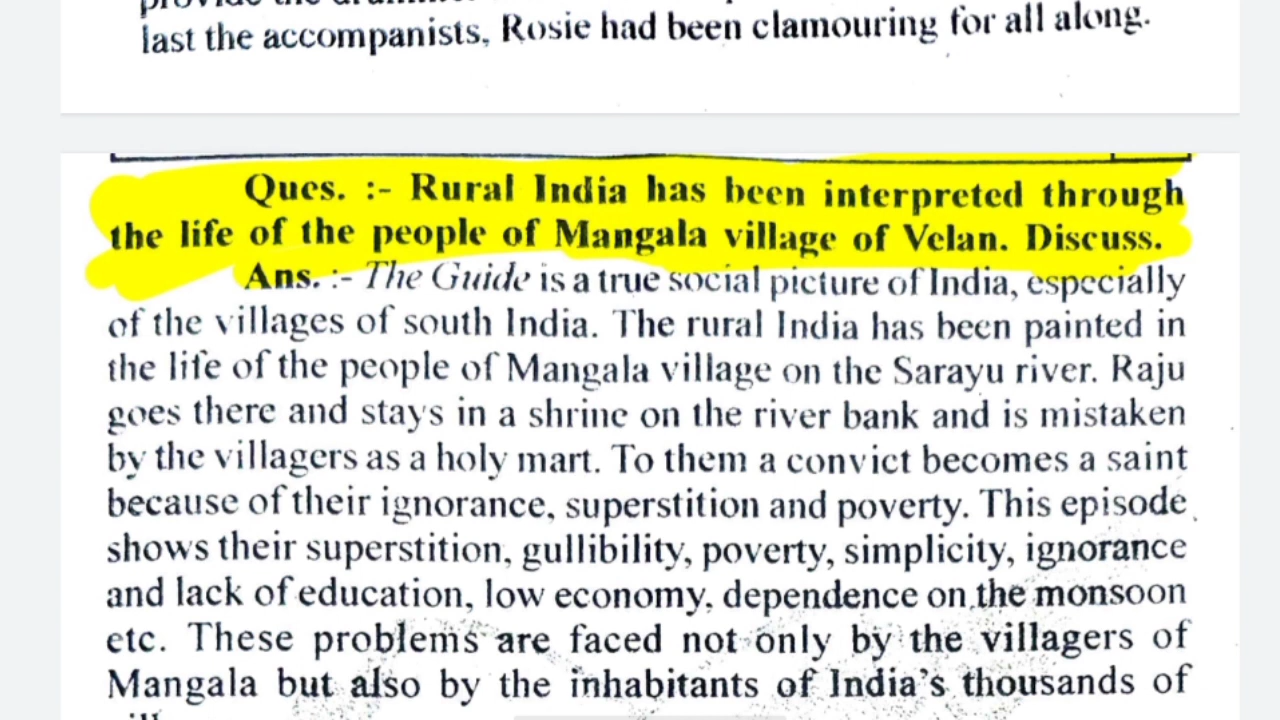 last the accompanists, Rosie had been clamouring for all along.
Ques. :- Rural India has been interpreted through
the life of the people of Mangala village of Velan. Discuss.
Ans. :- The Guide is a true social picture of India, especially
of the villages of south India. The rural India has been painted in
the life of the people of Mangala village on the Sarayu river. Raju
goes there and stays in a shrine on the river bank and is mistaken
by the villagers as a holy mart. To them a convict becomes a saint
because of their ignorance, superstition and poverty. This episode
shows their superstition, gullibility, poverty, simplicity, ignorance
and lack of education, low economy, dependence on the monsoon
etc. These problems are faced not only by the villagers of
Mangala but also by the inhabitants of India's thousands of